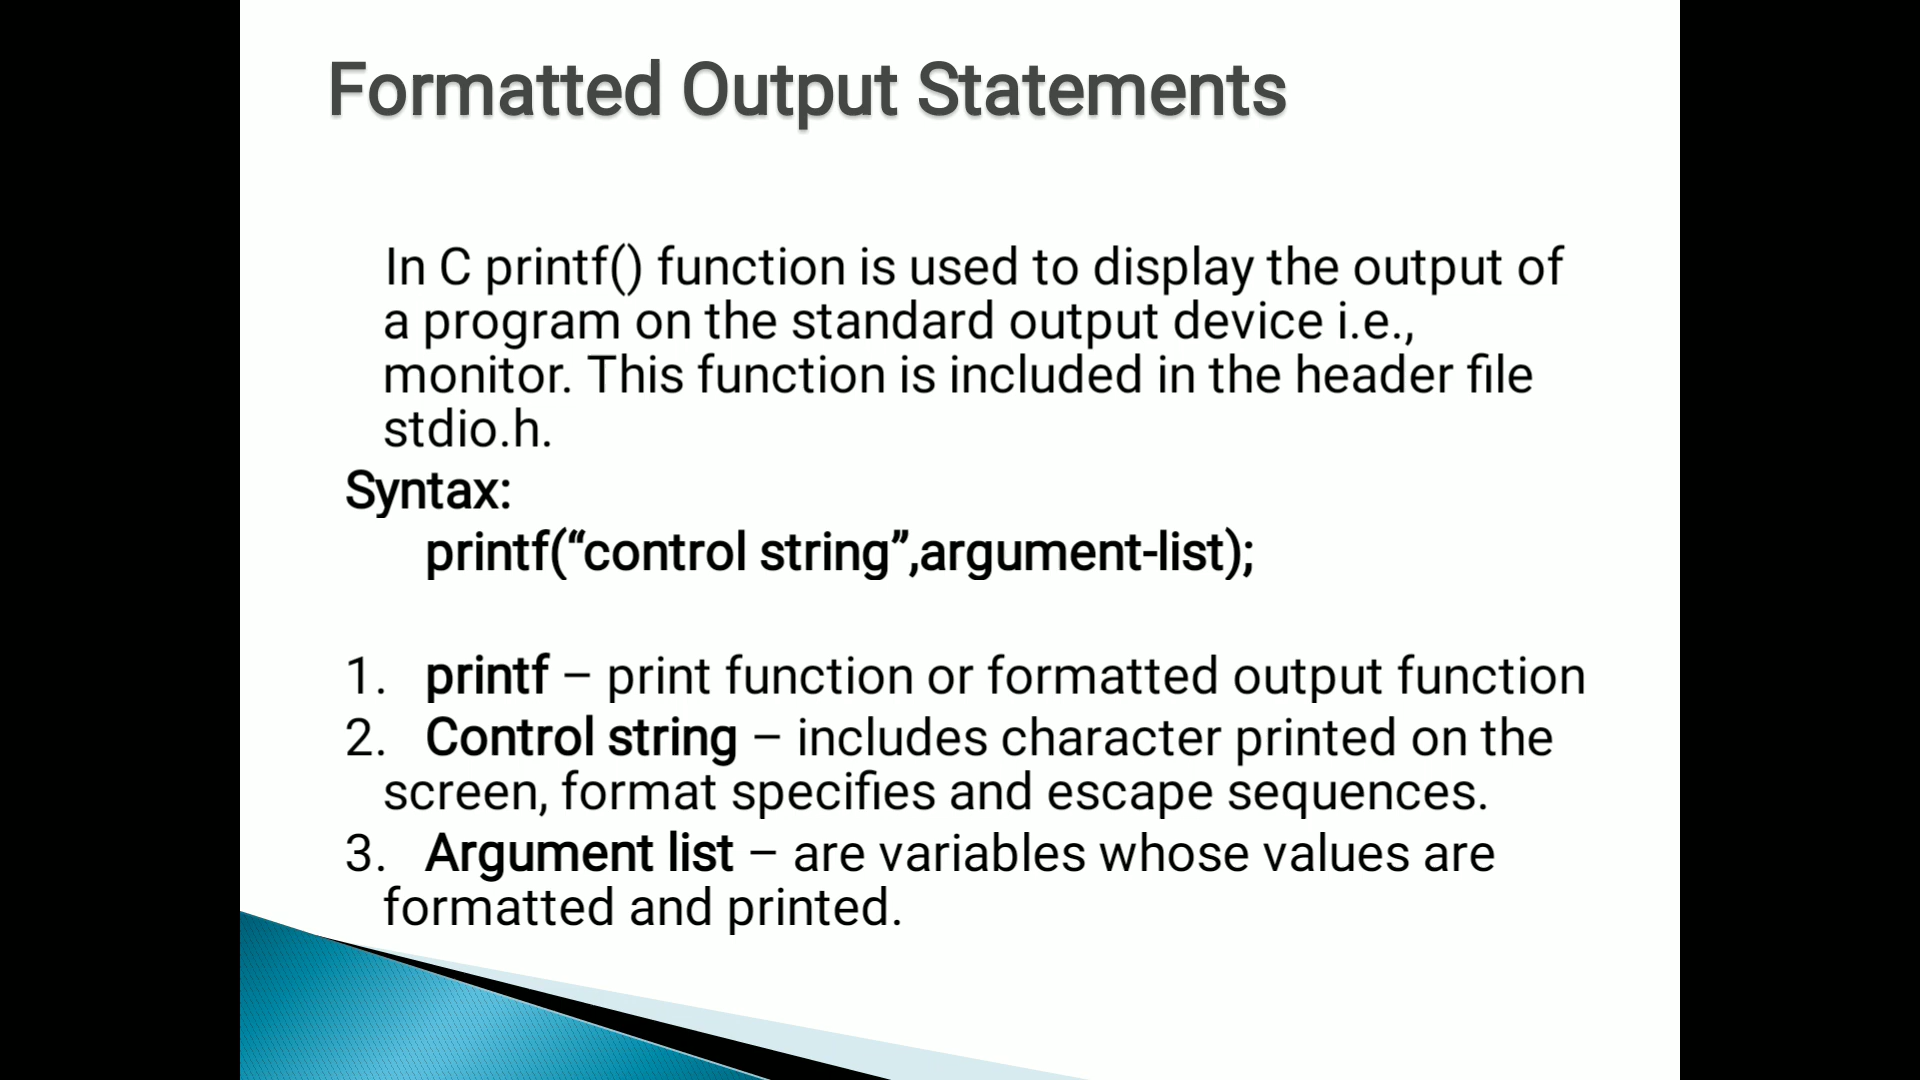 Formatted Output Statements
In C printf() function is used to display the output of
a program on the standard output device i.e.,
monitor. This function is included in the header file
stdio.h.
Syntax:
printf(“control string”,argument-list);
1. printf – print function or formatted output function
2. Control string – includes character printed on the
screen, format specifies and escape sequences.
3. Argument list – are variables whose values are
formatted and printed.